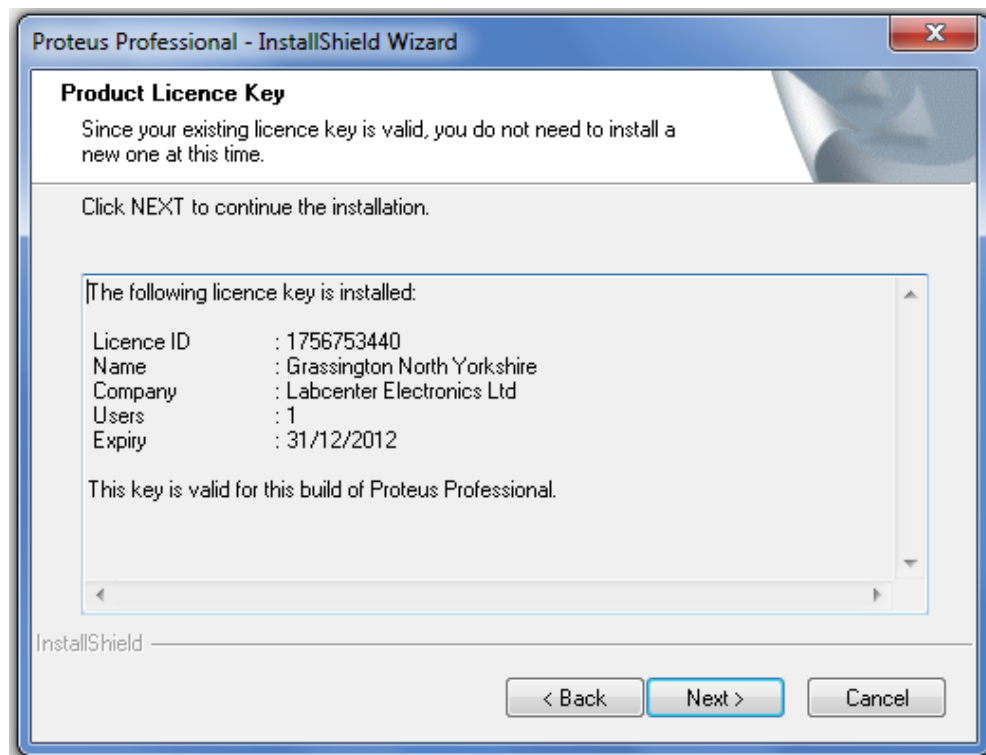 Proteus Professional - InstallShield Wizard
Product Licence Key
Since your existing licence key is valid, you do not need to install a
new one at this time.
Click NEXT to continue the installation.
The following licence key is installed:
Licence ID : 1756753440
Name : Grassington North Yorkshire
Company : Labcenter Electronics Ltd
Users : 1
Expiry : 31/12/2012
This key is valid for this build of Proteus Professional.
InstallShield
< Back Next > Cancel